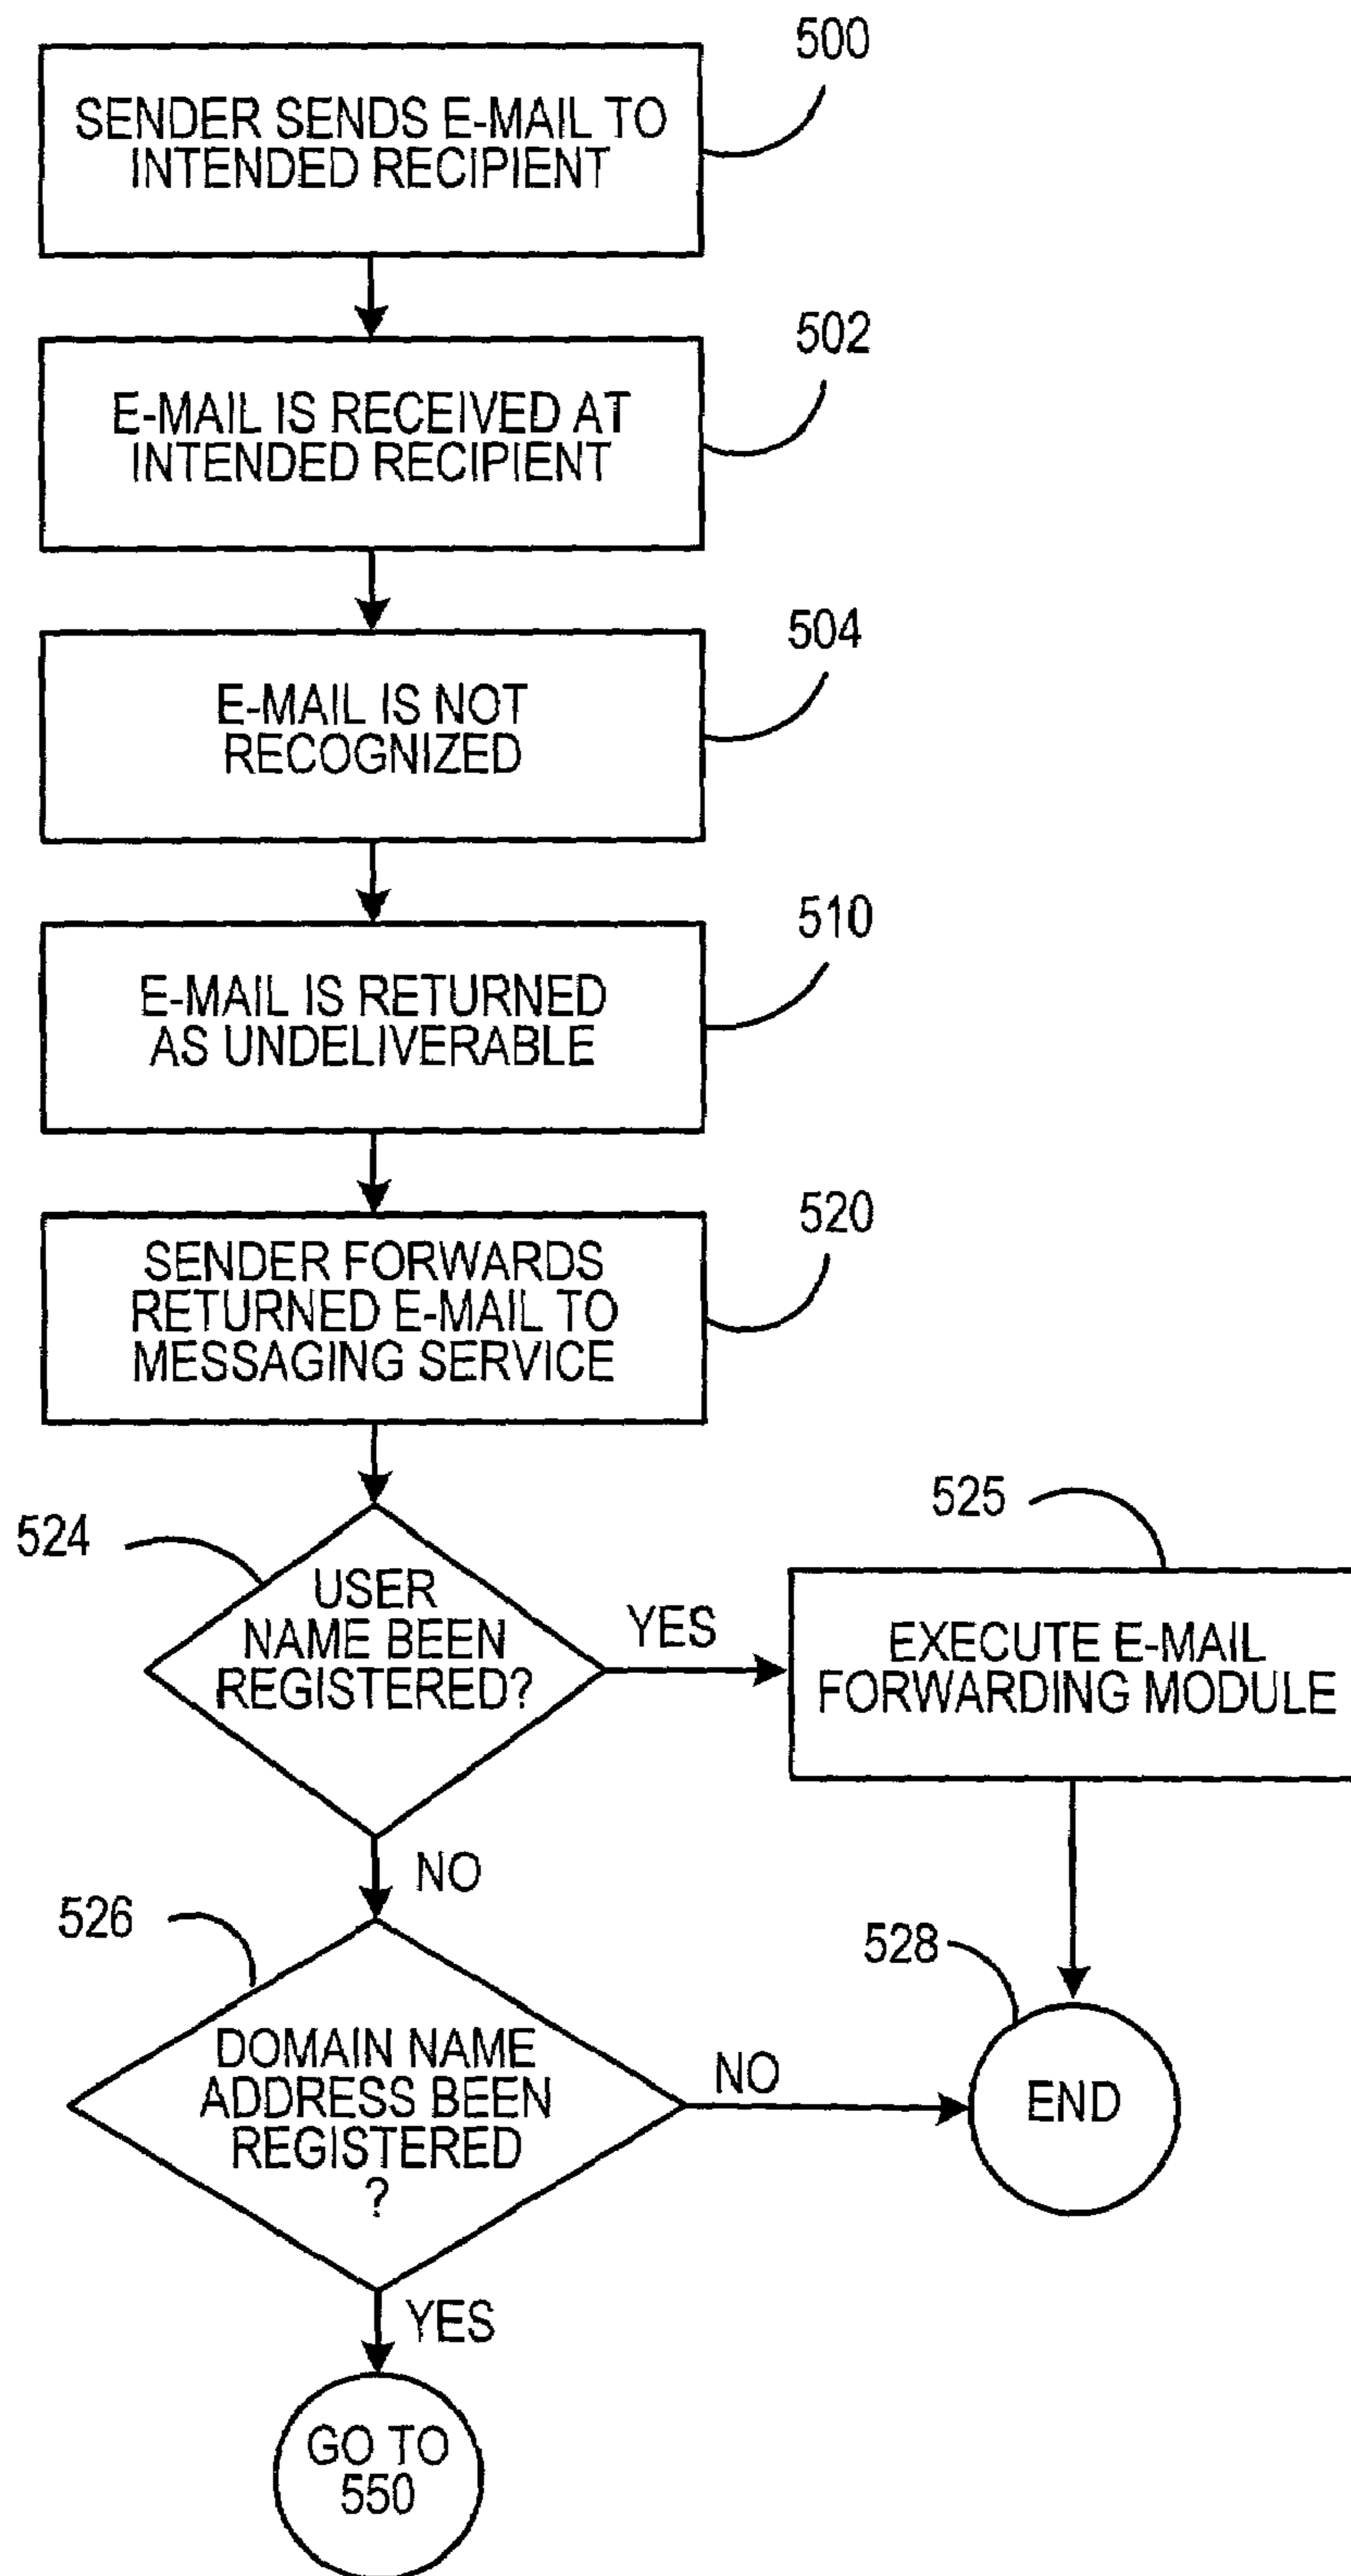 500
SENDER SENDS E-MAIL TO
INTENDED RECIPIENT
502
E-MAIL IS RECEIVED AT
INTENDED RECIPIENT
504
E-MAIL IS NOT
RECOGNIZED
510
E-MAIL IS RETURNED
AS UNDELIVERABLE
520
SENDER FORWARDS
RETURNED E-MAIL TO
MESSAGING SERVICE
524
USER
NAME BEEN
REGISTERED?
YES
525
EXECUTE E-MAIL
FORWARDING MODULE
NO
526
DOMAIN NAME
ADDRESS BEEN
REGISTERED
?
NO
528
END
YES
GO TO
550